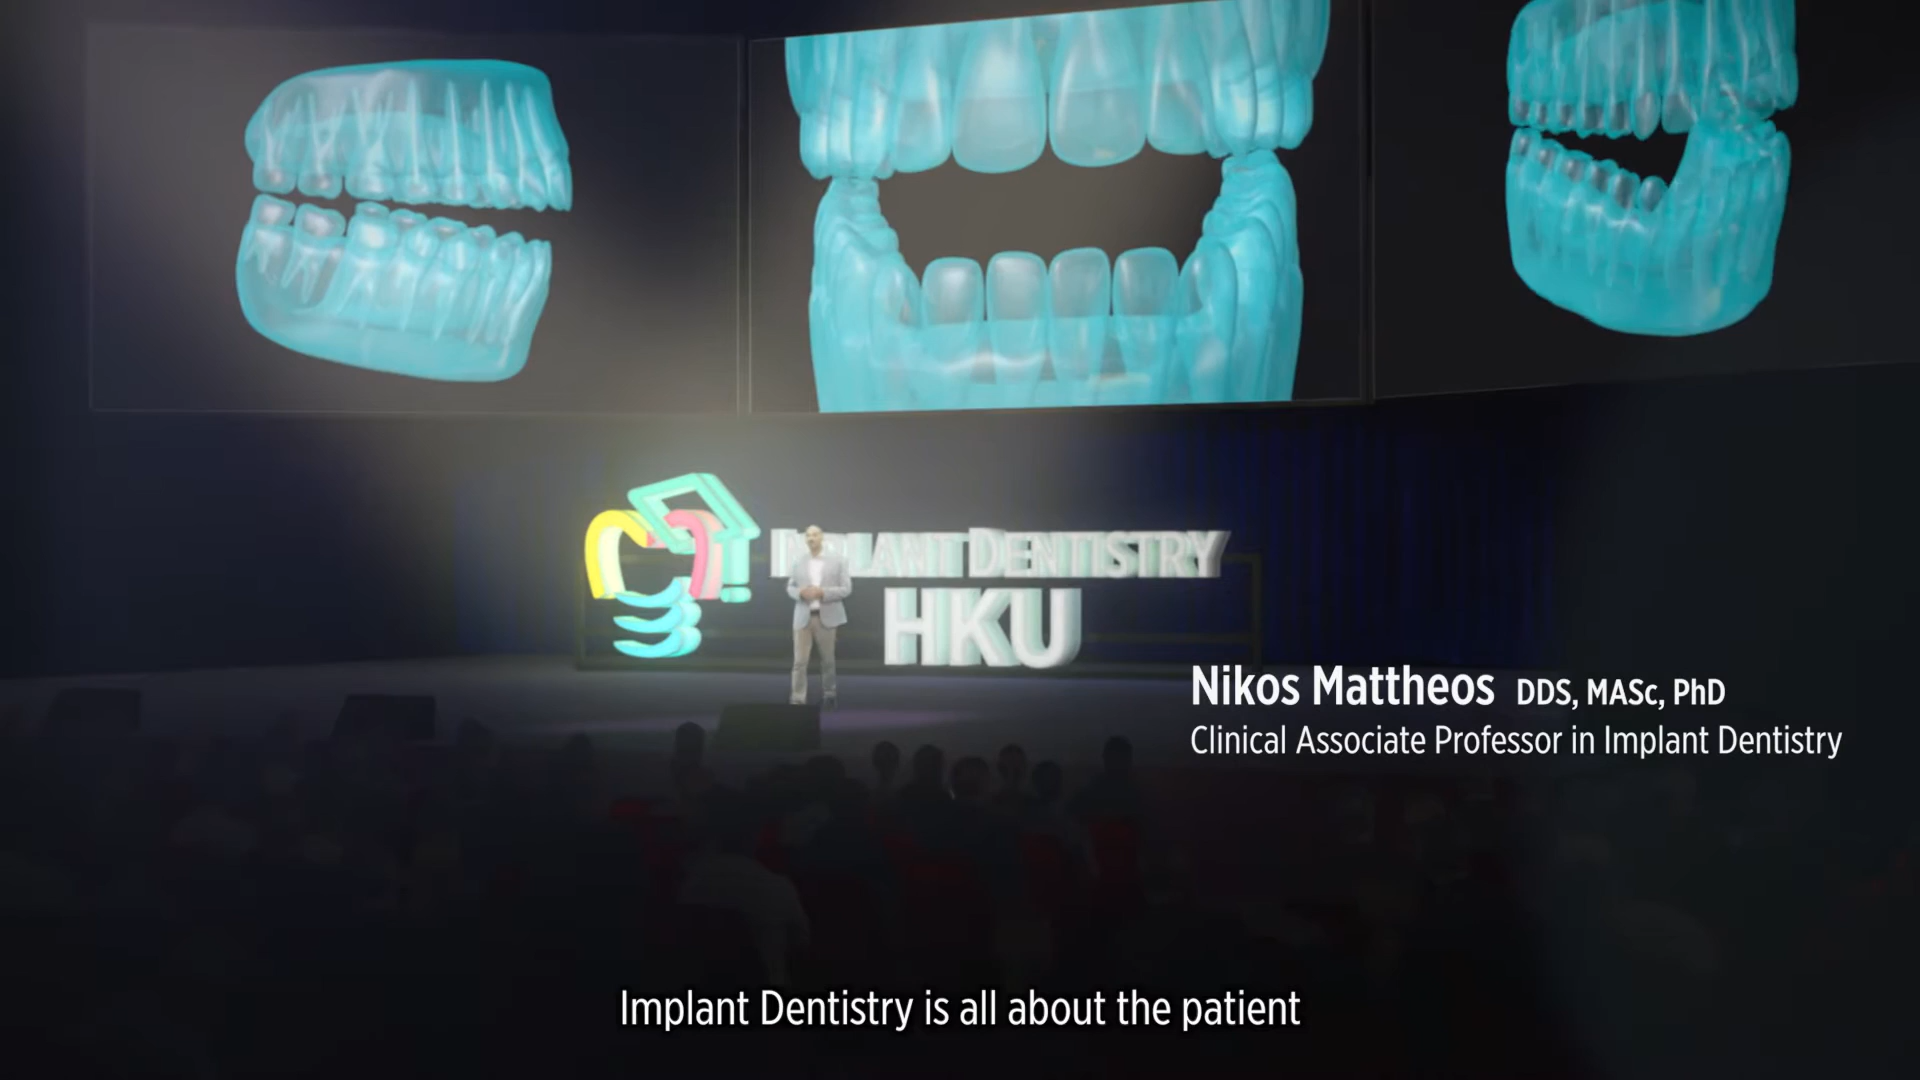 IMPLANT DENTISTRY
HKU
Nikos Mattheos DDS, MASc, PhD
Clinical Associate Professor in Implant Dentistry
Implant Dentistry is all about the patient